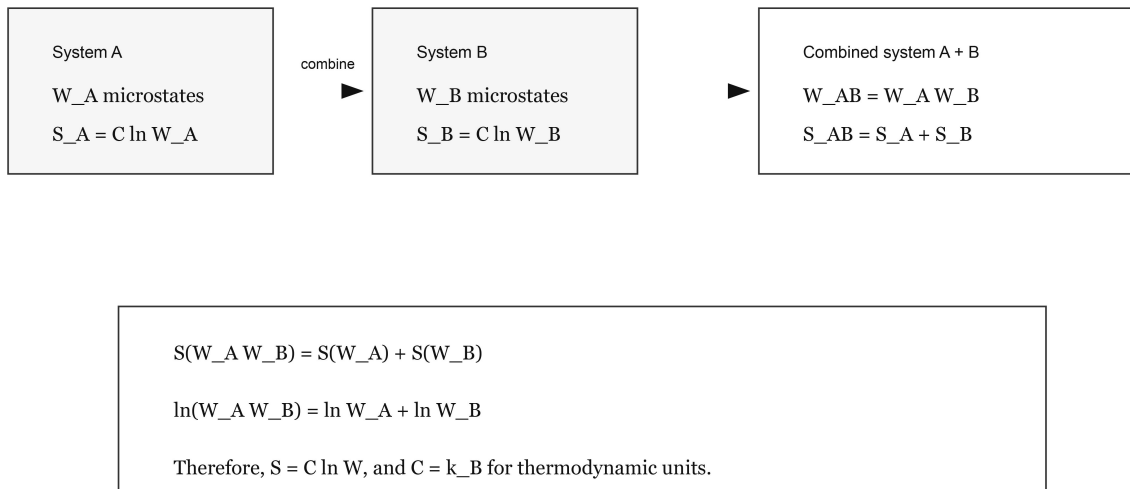 System A
W_A microstates
S_A = C ln W_A
combine
System B
W_B microstates
S_B = C ln W_B
Combined system A + B
W_AB = W_A W_B
S_AB = S_A + S_B
S(W_A W_B) = S(W_A) + S(W_B)
ln(W_A W_B) = ln W_A + ln W_B
Therefore, S = C ln W, and C = k_B for thermodynamic units.